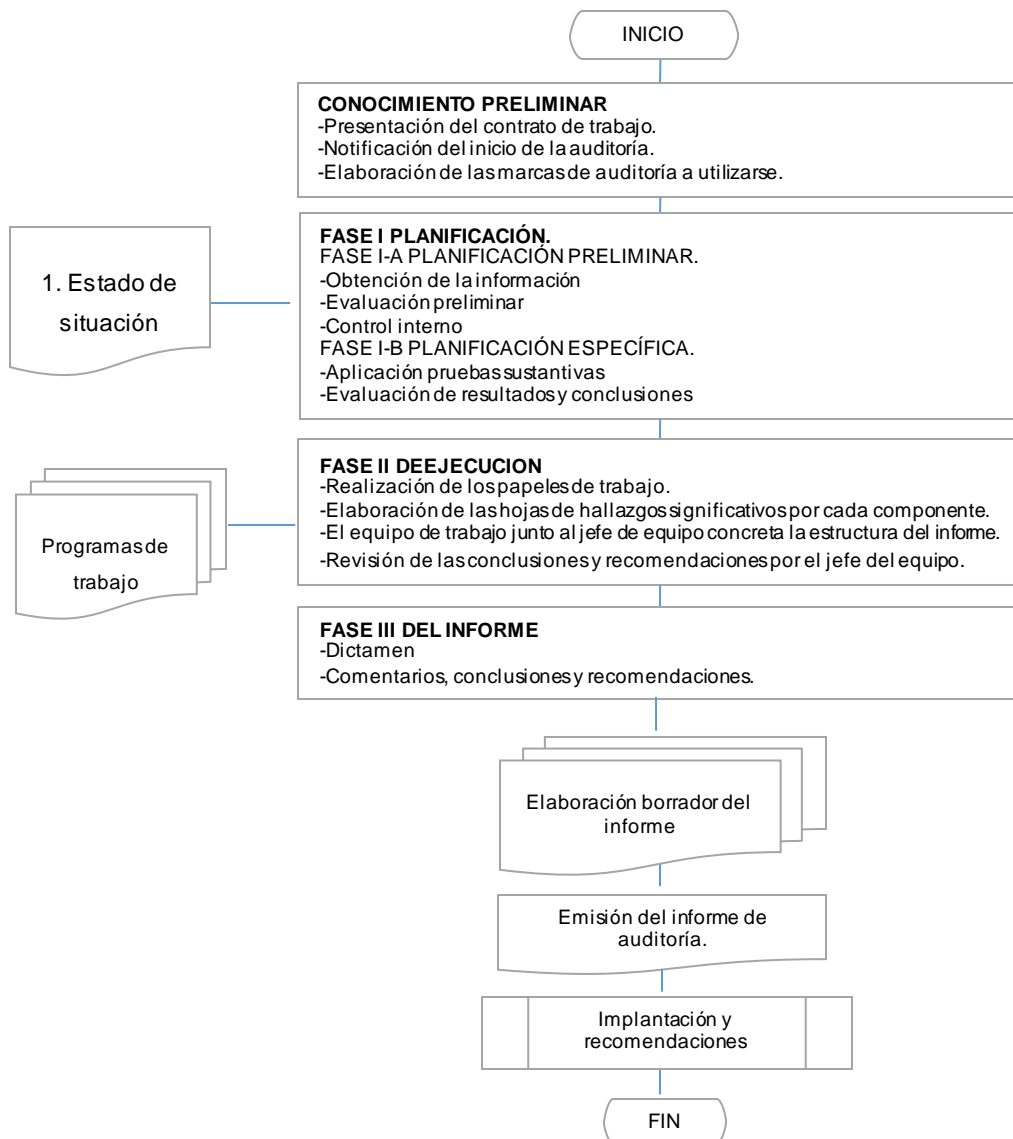 INICIO
CONOCIMIENTO PRELIMINAR
-Presentación del contrato de trabajo.
-Notificación del inicio de la auditoría.
-Elaboración de las marcas de auditoría a utilizarse.
1. Estado de
situación
FASE I PLANIFICACIÓN.
FASE I-A PLANIFICACIÓN PRELIMINAR.
-Obtención de la información
-Evaluación preliminar
-Control interno
FASE I-B PLANIFICACIÓN ESPECÍFICA.
-Aplicación pruebas sustantivas
-Evaluación de resultados y conclusiones
Programas de
trabajo
FASE II DE EJECUCION
-Realización de los papeles de trabajo.
-Elaboración de las hojas de hallazgos significativos por cada componente.
-El equipo de trabajo junto al jefe de equipo concreta la estructura del informe.
-Revisión de las conclusiones y recomendaciones por el jefe del equipo.
FASE III DEL INFORME
-Dictamen
-Comentarios, conclusiones y recomendaciones.
Elaboración borrador del
informe
Emisión del informe de
auditoría.
Implantación y
recomendaciones
FIN